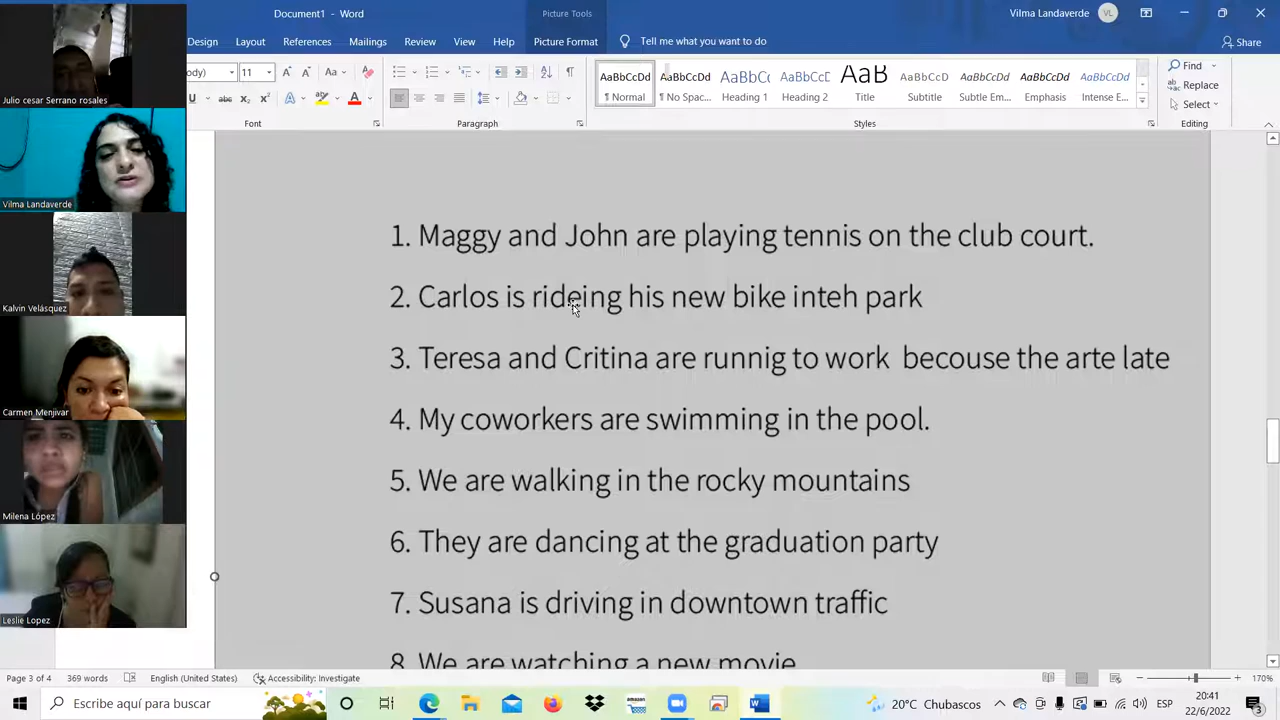 Document1 - Word
Picture Tools
Vilma Landaverde
VL
Design
References
Mailings
Review
View
Help
Picture Format
Tell me what you want to do
Share
ody)
11
Aa
AaBbCcDd
AaBbCcDd
AaBbCc
AaBbCcD
AaB
AaBbCcD
AaBbCcDd
AaBbCcDd
AaBbCcDd
¶ Normal
¶ No Spac...
Heading 1
Heading 2
Title
Subtitle
Subtle Em...
Emphasis
Intense E...
Find
Replace
Select
Font
Paragraph
Styles
Editing
Julio cesar Serrano rosales
Vilma Landaverde
Kalvin Velásquez
Carmen Menjivar
Milena López
Leslie Lopez
1. Maggy and John are playing tennis on the club court.
2. Carlos is rideing his new bike inteh park
3. Teresa and Critina are runnig to work becouse the arte late
4. My coworkers are swimming in the pool.
5. We are walking in the rocky mountains
6. They are dancing at the graduation party
7. Susana is driving in downtown traffic
8. We are watching a new movie
Page 3 of 4
369 words
English (United States)
Accessibility: Investigate
170%
Escribe aquí para buscar
amazon
20°C Chubascos
ESP
20:41
22/6/2022
3